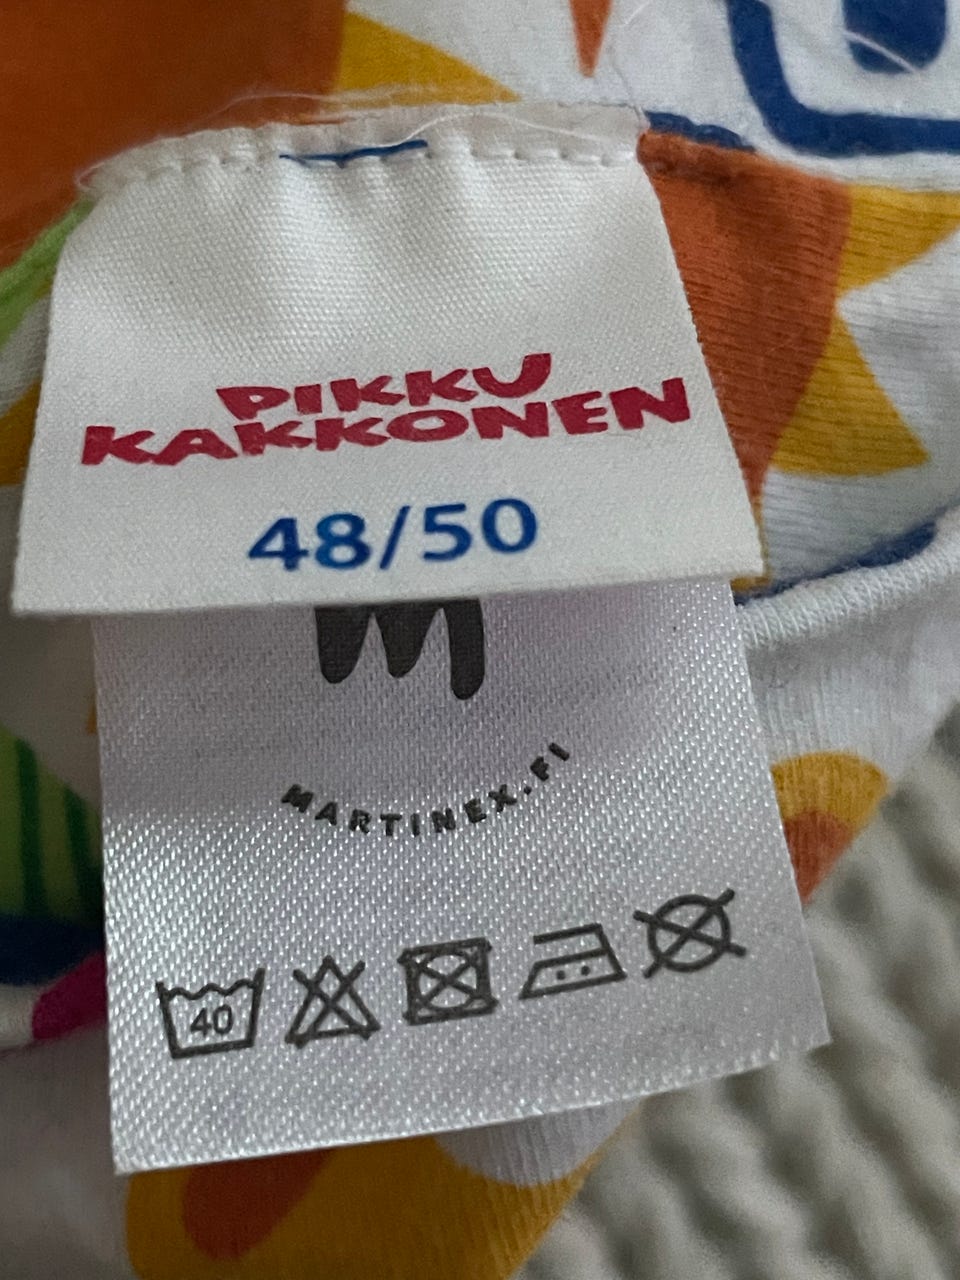 PIKKU
KAKKONEN
48/50
M
MARTINEX.FI
40